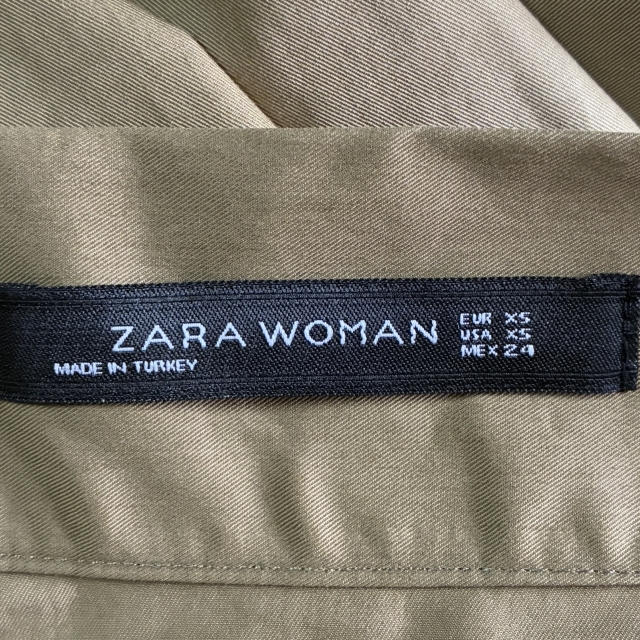 ZARA WOMAN
MADE IN TURKEY
EUR XS
USA XS
MEX 24